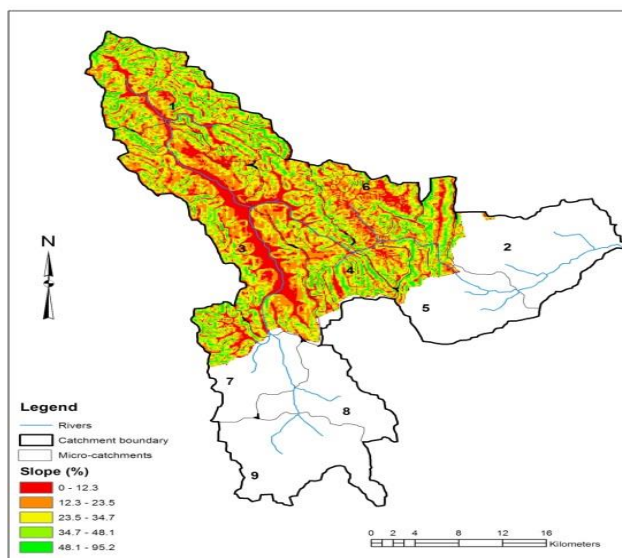 1
6
2
N
3
4
5
7
8
9
Legend
Rivers
Catchment boundary
Micro-catchments
Slope (%)
0 - 12.3
12.3 - 23.5
23.5 - 34.7
34.7 - 48.1
48.1 - 95.2
0 2 4 8 12 16
Kilometers